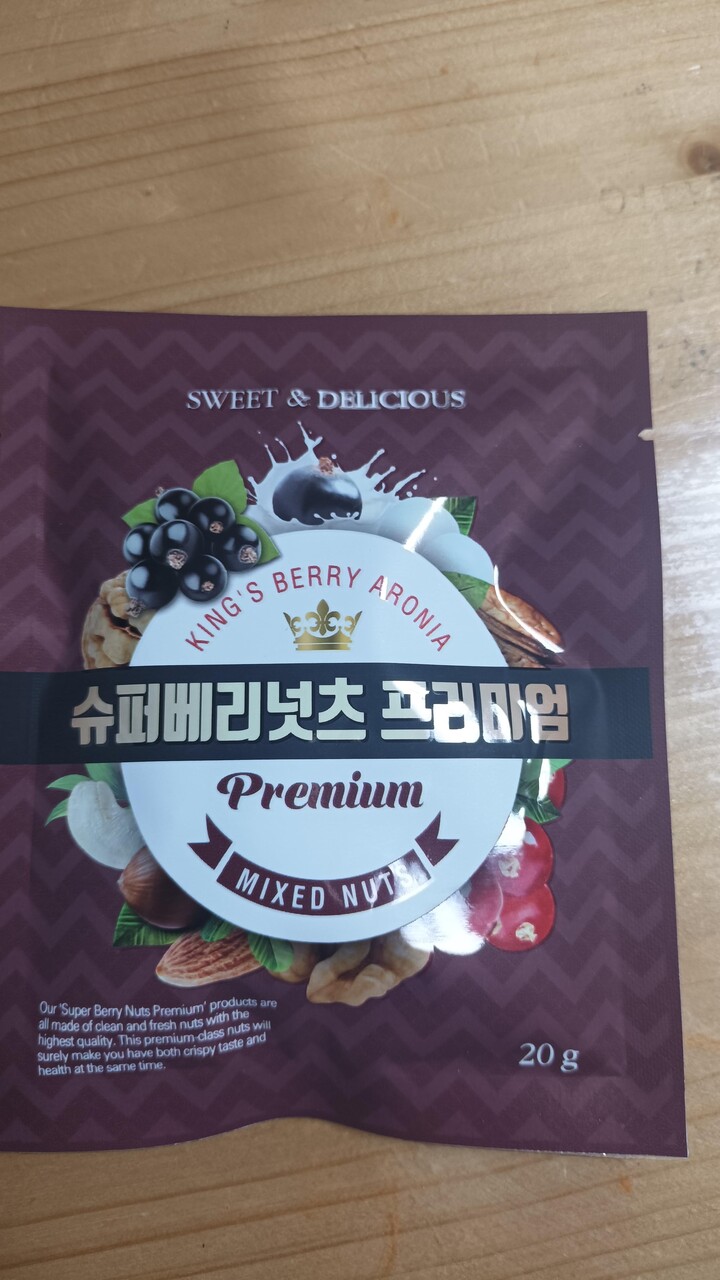 SWEET & DELICIOUS
KING'S BERRY ARONIA
슈퍼베리넛츠 프리미엄
Premium
MIXED NUTS
Our 'Super Berry Nuts Premium' products are
all made of clean and fresh nuts with the
highest quality. This premium-class nuts will
surely make you have both crispy taste and
health at the same time.
20 g